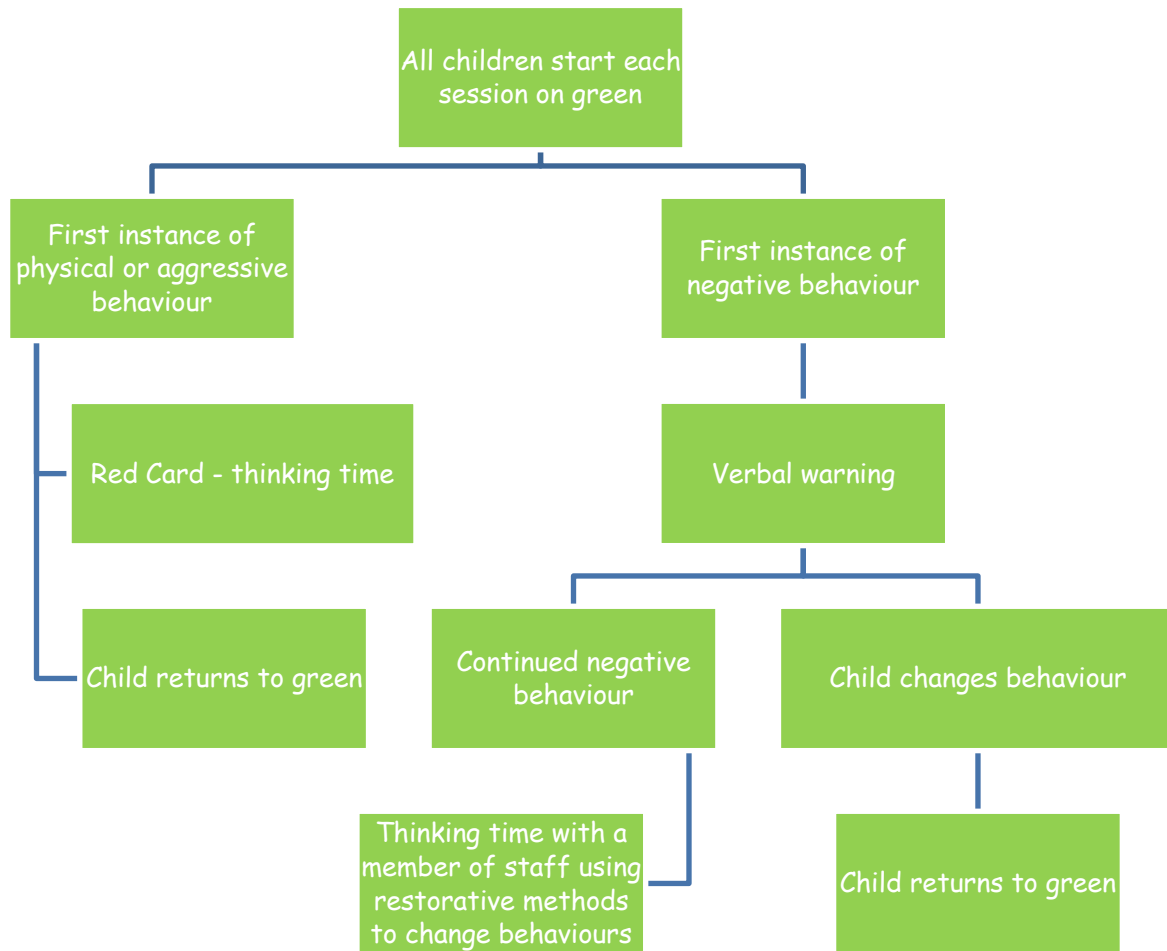 All children start each
session on green
First instance of
physical or aggressive
behaviour
First instance of
negative behaviour
Red Card - thinking time
Verbal warning
Child returns to green
Continued negative
behaviour
Child changes behaviour
Thinking time with a
member of staff using
restorative methods
to change behaviours
Child returns to green